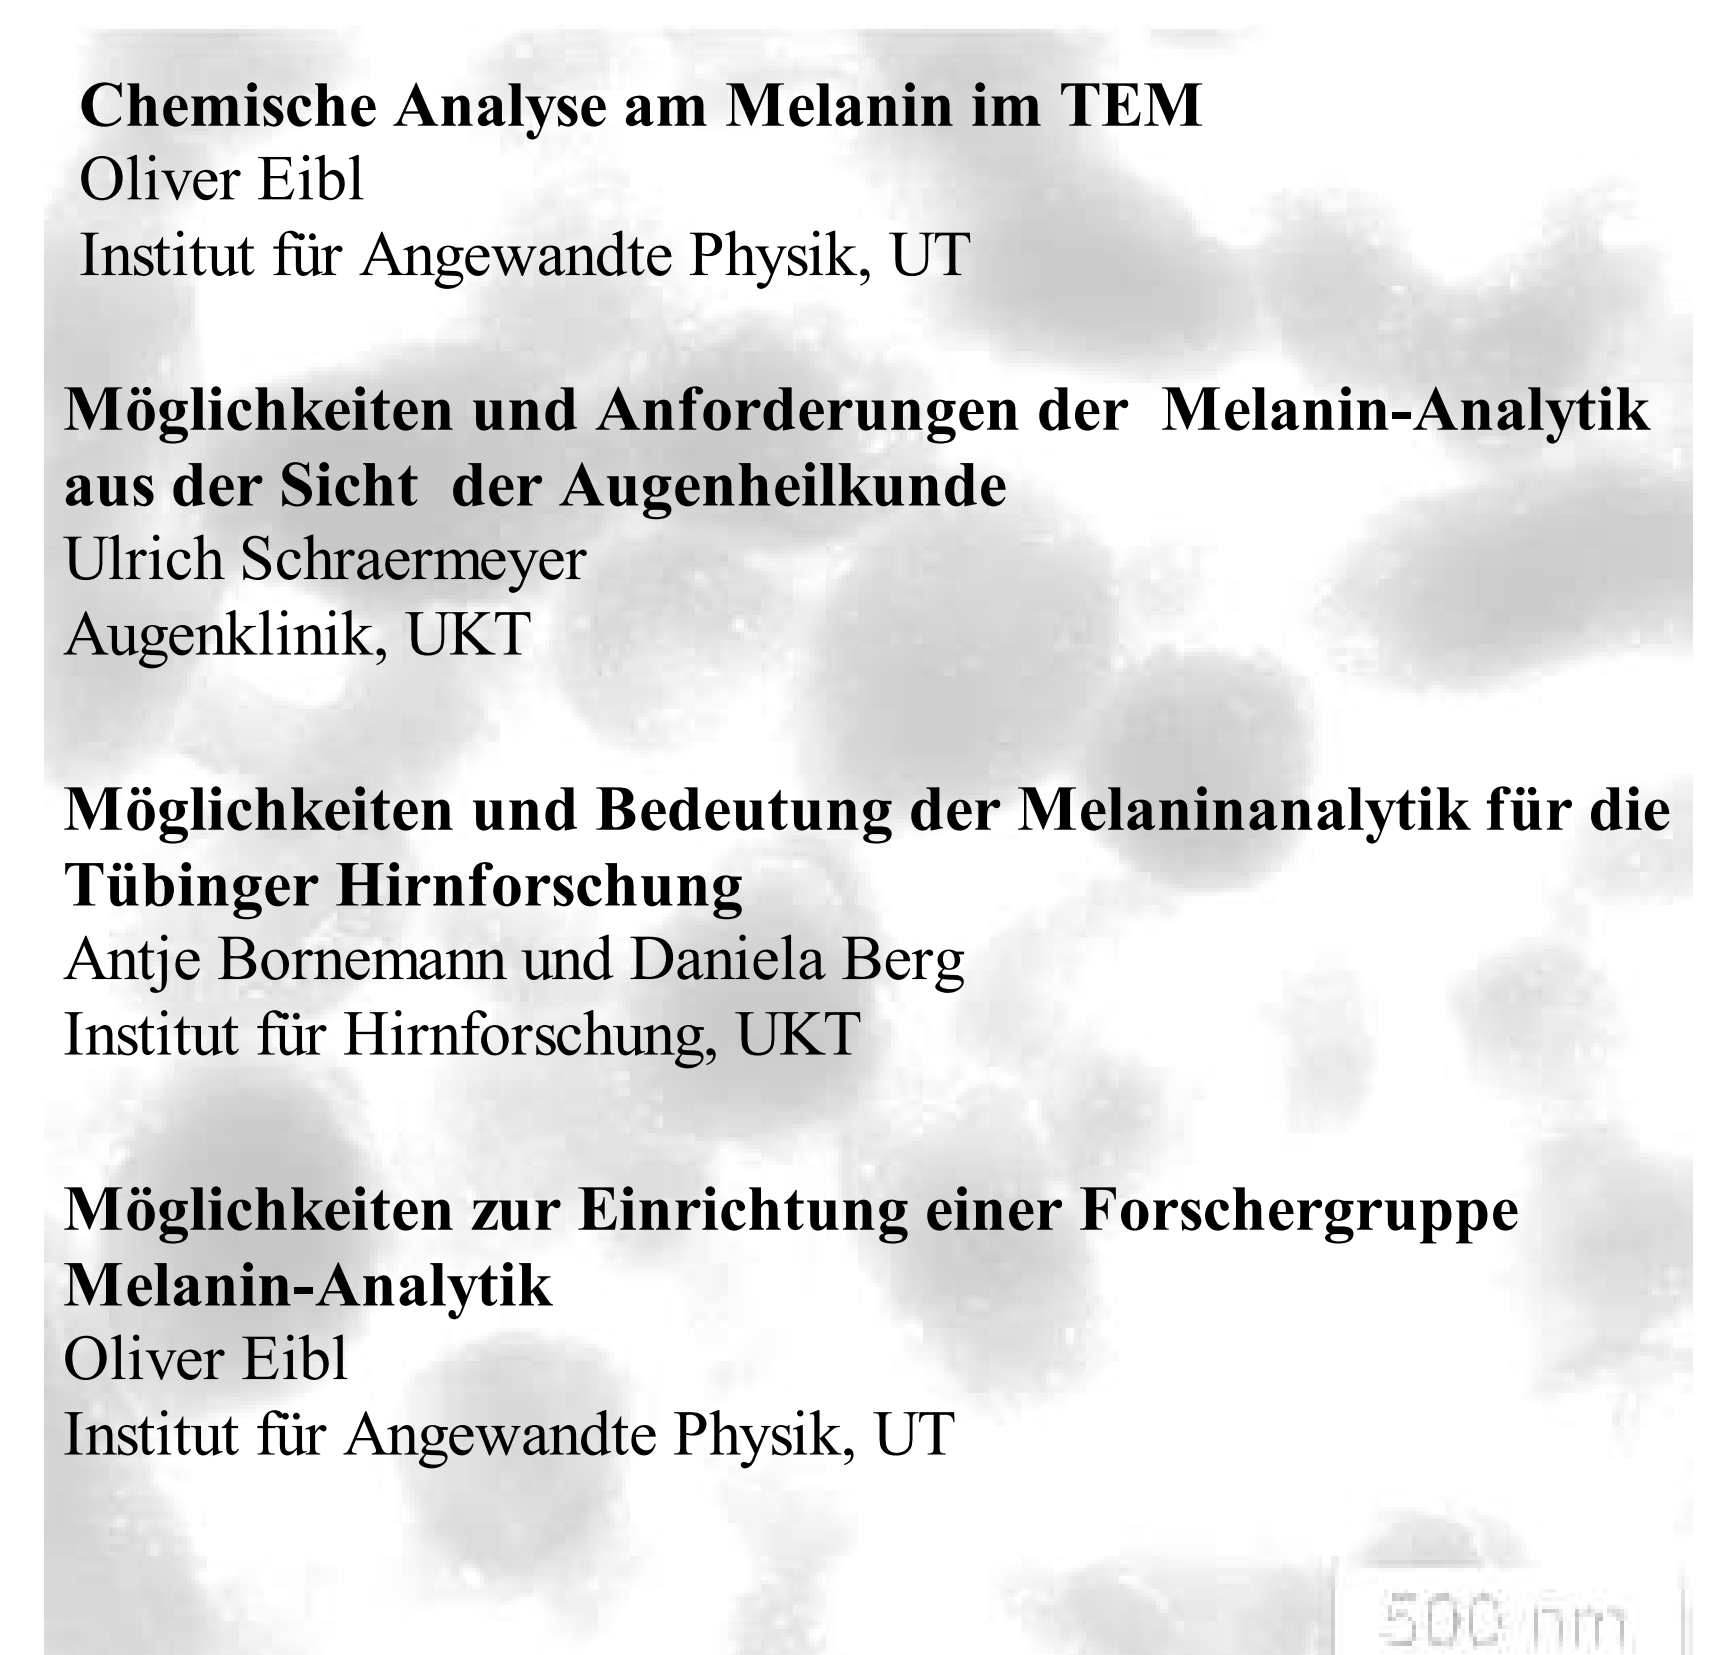 Chemische Analyse am Melanin im TEM
Oliver Eibl
Institut für Angewandte Physik, UT
Möglichkeiten und Anforderungen der Melanin-Analytik
aus der Sicht der Augenheilkunde
Ulrich Schraermeyer
Augenklinik, UKT
Möglichkeiten und Bedeutung der Melaninanalytik für die
Tübinger Hirnforschung
Antje Bornemann und Daniela Berg
Institut für Hirnforschung, UKT
Möglichkeiten zur Einrichtung einer Forschergruppe
Melanin-Analytik
Oliver Eibl
Institut für Angewandte Physik, UT
500 nm